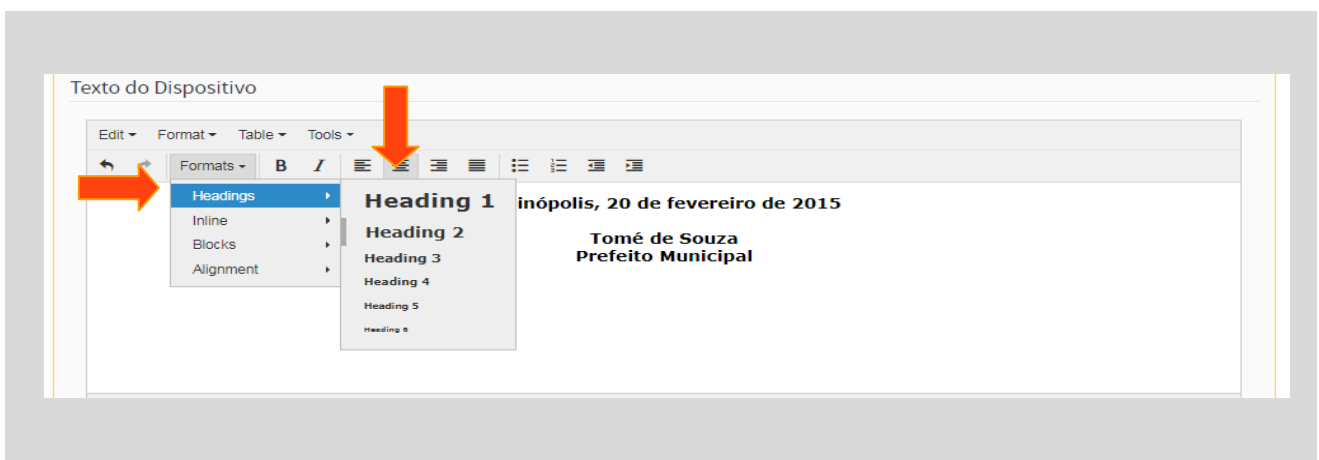 Texto do Dispositivo
Edit Format Table Tools
Formats B I
Headings
Inline
Blocks
Alignment
Heading 1
Heading 2
Heading 3
Heading 4
Heading 5
Heading 6
inópolis, 20 de fevereiro de 2015
Tomé de Souza
Prefeito Municipal